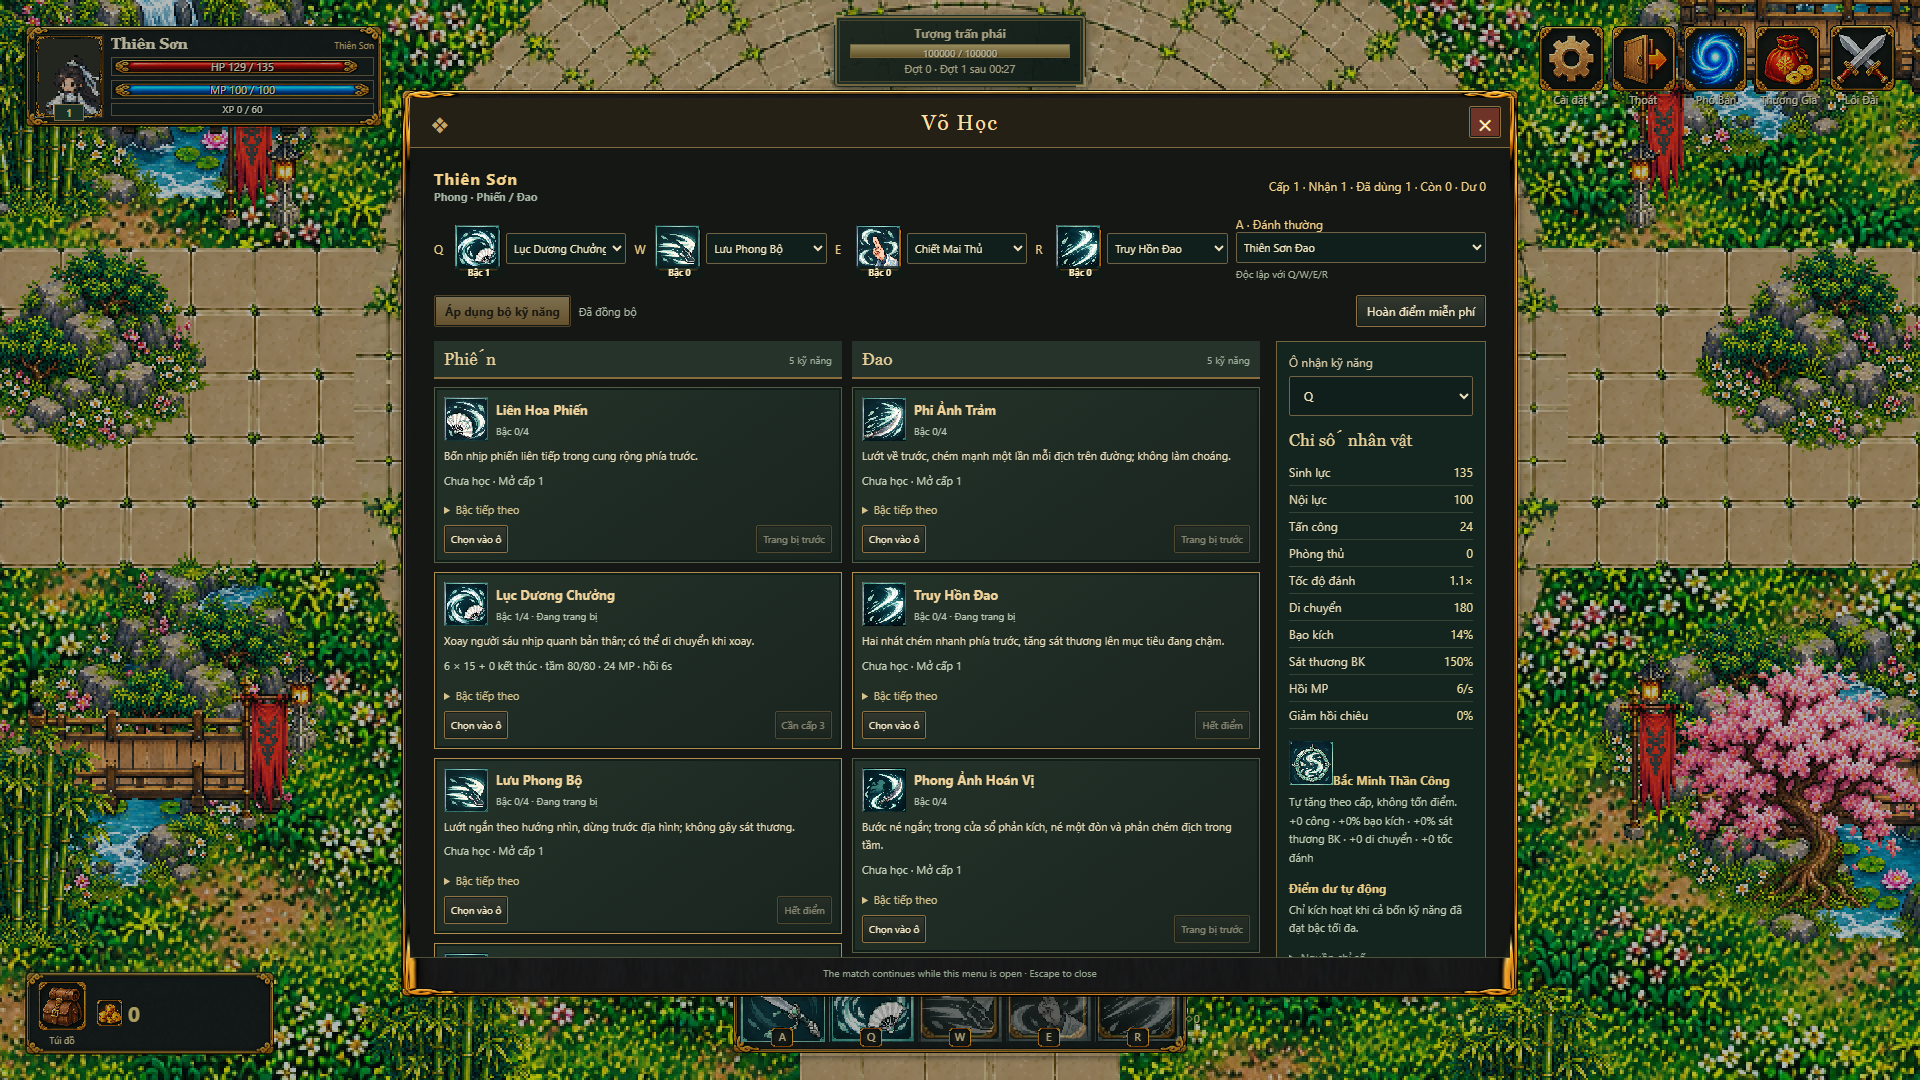 Thiên Sơn
Thiên Sơn
HP 129 / 135
MP 100 / 100
XP 0 / 60
1
Tượng trấn phái
100000 / 100000
Đợt 0 · Đợt 1 sau 00:27
Cài đặt
Thoát
Phó Bản
Thương Gia
Lôi Đài
Võ Học
×
Thiên Sơn
Phong · Phiến / Đao
Cấp 1 · Nhận 1 · Đã dùng 1 · Còn 0 · Dư 0
Q
Bậc 1
Lục Dương Chưởng
W
Bậc 0
Lưu Phong Bộ
E
Bậc 0
Chiết Mai Thủ
R
Bậc 0
Truy Hồn Đao
A · Đánh thường
Thiên Sơn Đao
Độc lập với Q/W/E/R
Áp dụng bộ kỹ năng
Đã đồng bộ
Hoàn điểm miễn phí
Phiến
5 kỹ năng
Liên Hoa Phiến
Bậc 0/4
Bốn nhịp phiến liên tiếp trong cung rộng phía trước.
Chưa học · Mở cấp 1
Bậc tiếp theo
Chọn vào ô
Trang bị trước
Lục Dương Chưởng
Bậc 1/4 · Đang trang bị
Xoay người sáu nhịp quanh bản thân; có thể di chuyển khi xoay.
6 × 15 + 0 kết thúc · tầm 80/80 · 24 MP · hồi 6s
Bậc tiếp theo
Chọn vào ô
Cần cấp 3
Lưu Phong Bộ
Bậc 0/4 · Đang trang bị
Lướt ngắn theo hướng nhìn, dừng trước địa hình; không gây sát thương.
Chưa học · Mở cấp 1
Bậc tiếp theo
Chọn vào ô
Hết điểm
Đao
5 kỹ năng
Phi Ảnh Trảm
Bậc 0/4
Lướt về trước, chém mạnh một lần mỗi địch trên đường; không làm choáng.
Chưa học · Mở cấp 1
Bậc tiếp theo
Chọn vào ô
Trang bị trước
Truy Hồn Đao
Bậc 0/4 · Đang trang bị
Hai nhát chém nhanh phía trước, tăng sát thương lên mục tiêu đang chậm.
Chưa học · Mở cấp 1
Bậc tiếp theo
Chọn vào ô
Hết điểm
Phong Ảnh Hoán Vị
Bậc 0/4
Bước né ngắn; trong cửa sổ phản kích, né một đòn và phản chém địch trong
tầm.
Chưa học · Mở cấp 1
Bậc tiếp theo
Chọn vào ô
Trang bị trước
Ô nhận kỹ năng
Q
Chỉ số nhân vật
Sinh lực 135
Nội lực 100
Tấn công 24
Phòng thủ 0
Tốc độ đánh 1.1×
Di chuyển 180
Bạo kích 14%
Sát thương BK 150%
Hồi MP 6/s
Giảm hồi chiêu 0%
Bắc Minh Thần Công
Tự tăng theo cấp, không tốn điểm.
+0 công · +0% bạo kích · +0% sát
thương BK · +0 di chuyển · +0 tốc
đánh
Điểm dư tự động
Chỉ kích hoạt khi cả bốn kỹ năng đã
đạt bậc tối đa.
The match continues while this menu is open · Escape to close
0
Túi đồ
A
Q
W
E
R